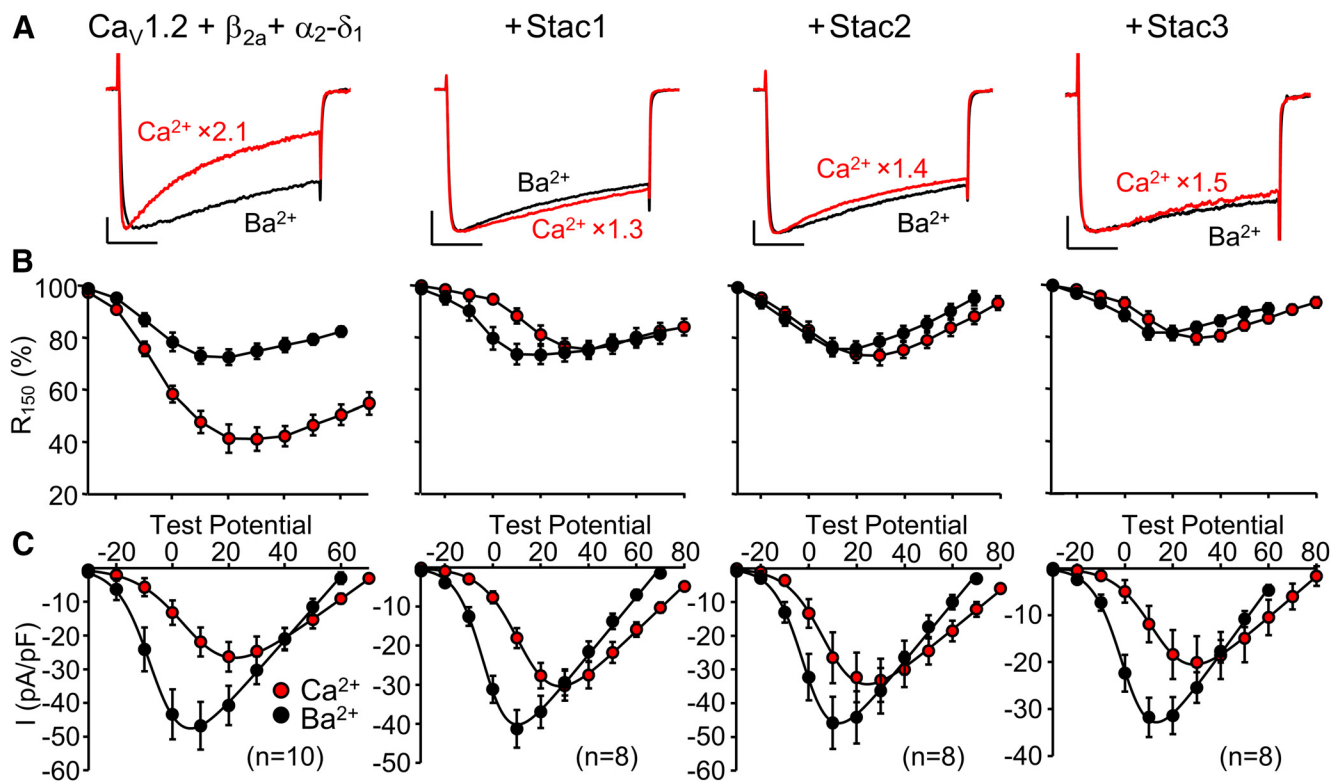 A
CaV1.2 + β2a+ α2-δ1
+Stac1
+Stac2
+Stac3
Ca2+ ×2.1
Ba2+
Ba2+
Ca2+ ×1.3
Ca2+ ×1.4
Ba2+
Ca2+ ×1.5
Ba2+
B
R150 (%)
100
80
60
40
20
C
Test Potential
Test Potential
Test Potential
Test Potential
-20 0 20 40 60
-20 0 20 40 60 80
-20 0 20 40 60 80
-20 0 20 40 60 80
I (pA/pF)
-10
-20
-30
-40
-50
-60
Ca2+
Ba2+
(n=10)
-10
-20
-30
-40
-50
(n=8)
-10
-20
-30
-40
-50
-60
(n=8)
-10
-20
-30
-40
(n=8)